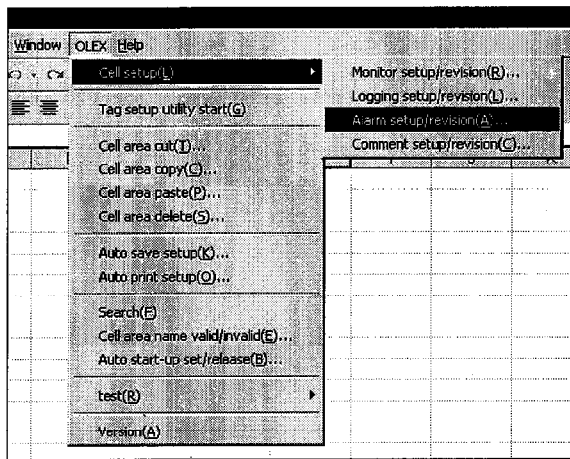 Window OLEX Help
Cell setup(L)
Tag setup utility start(G)
Cell area cut(T)...
Cell area copy(C)...
Cell area paste(P)...
Cell area delete(S)...
Auto save setup(K)...
Auto print setup(O)...
Search(F)
Cell area name valid/invalid(E)...
Auto start-up set/release(B)...
test(R)
Version(A)
Monitor setup/revision(R)...
Logging setup/revision(L)...
Alarm setup/revision(A)...
Comment setup/revision(C)...